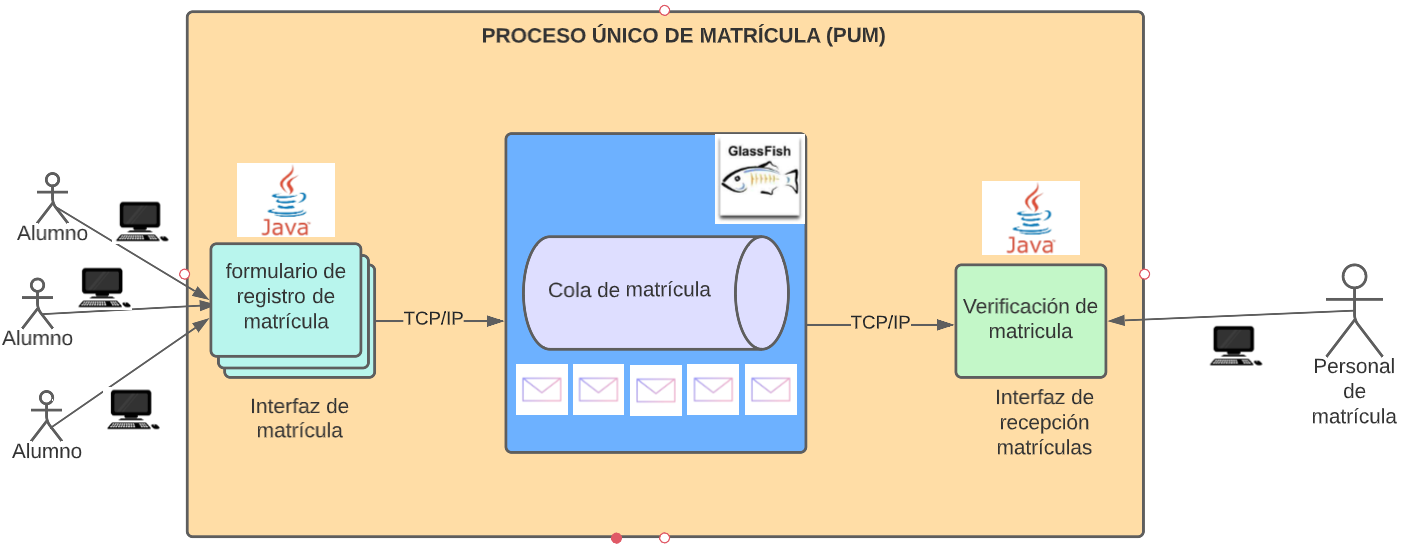 PROCESO ÚNICO DE MATRÍCULA (PUM)
Alumno
Alumno
Alumno
Java
formulario de
registro de
matrícula
Interfaz de
matrícula
TCP/IP
GlassFish
Cola de matrícula
TCP/IP
Java
Verificación de
matricula
Interfaz de
recepción
matrículas
Personal
de
matrícula